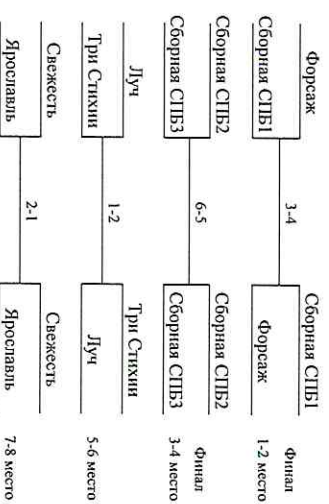 Форсаж
Сборная СПБ1
3-4
Сборная СПБ1
Форсаж
Финал
1-2 место
Сборная СПБ2
Сборная СПБ3
6-5
Сборная СПБ2
Сборная СПБ3
Финал
3-4 место
Луч
Три Стихии
1-2
Три Стихии
Луч
5-6 место
Свежесть
Ярославль
2-1
Свежесть
Ярославль
7-8 место